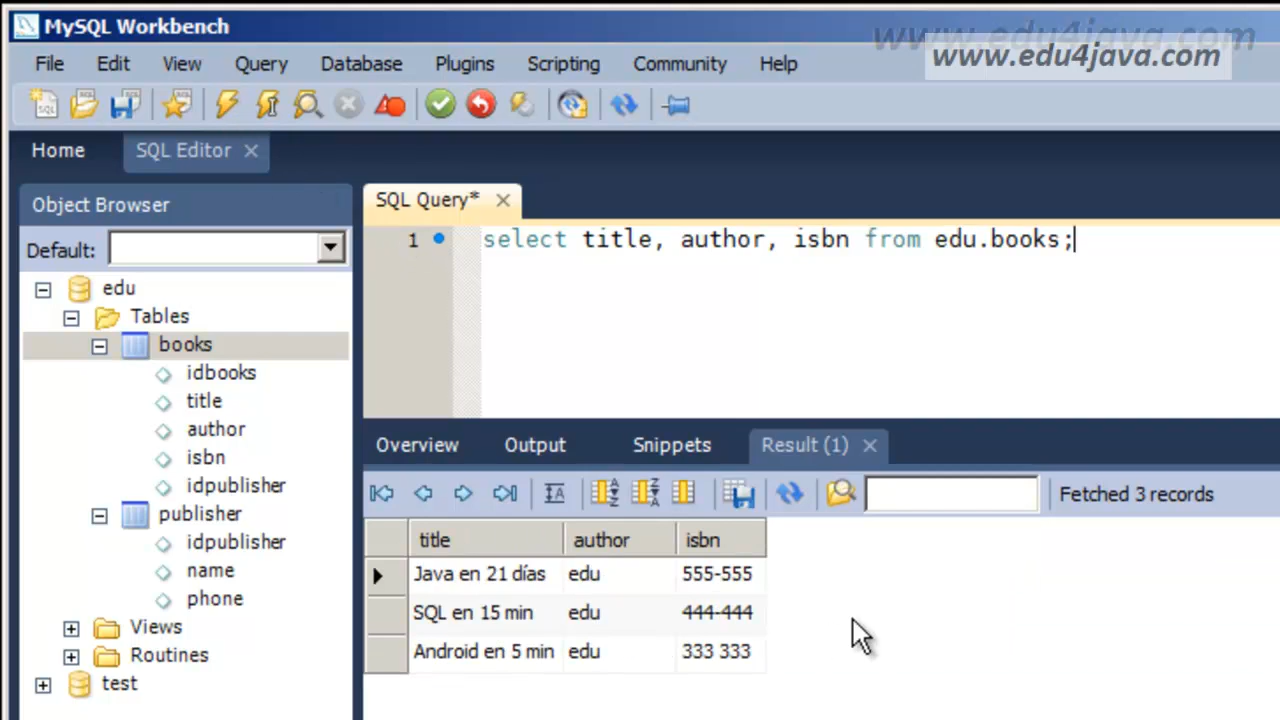 MySQL Workbench
www.edu4java.com
www.edu4java.com
File Edit View Query Database Plugins Scripting Community Help
SQL
Home SQL Editor
Object Browser
SQL Query*
Default:
1 select title, author, isbn from edu.books;
edu
Tables
books
idbooks
title
author
isbn
idpublisher
publisher
idpublisher
name
phone
Views
Routines
test
Overview Output Snippets Result (1)
Fetched 3 records
title author isbn
Java en 21 días edu 555-555
SQL en 15 min edu 444-444
Android en 5 min edu 333 333